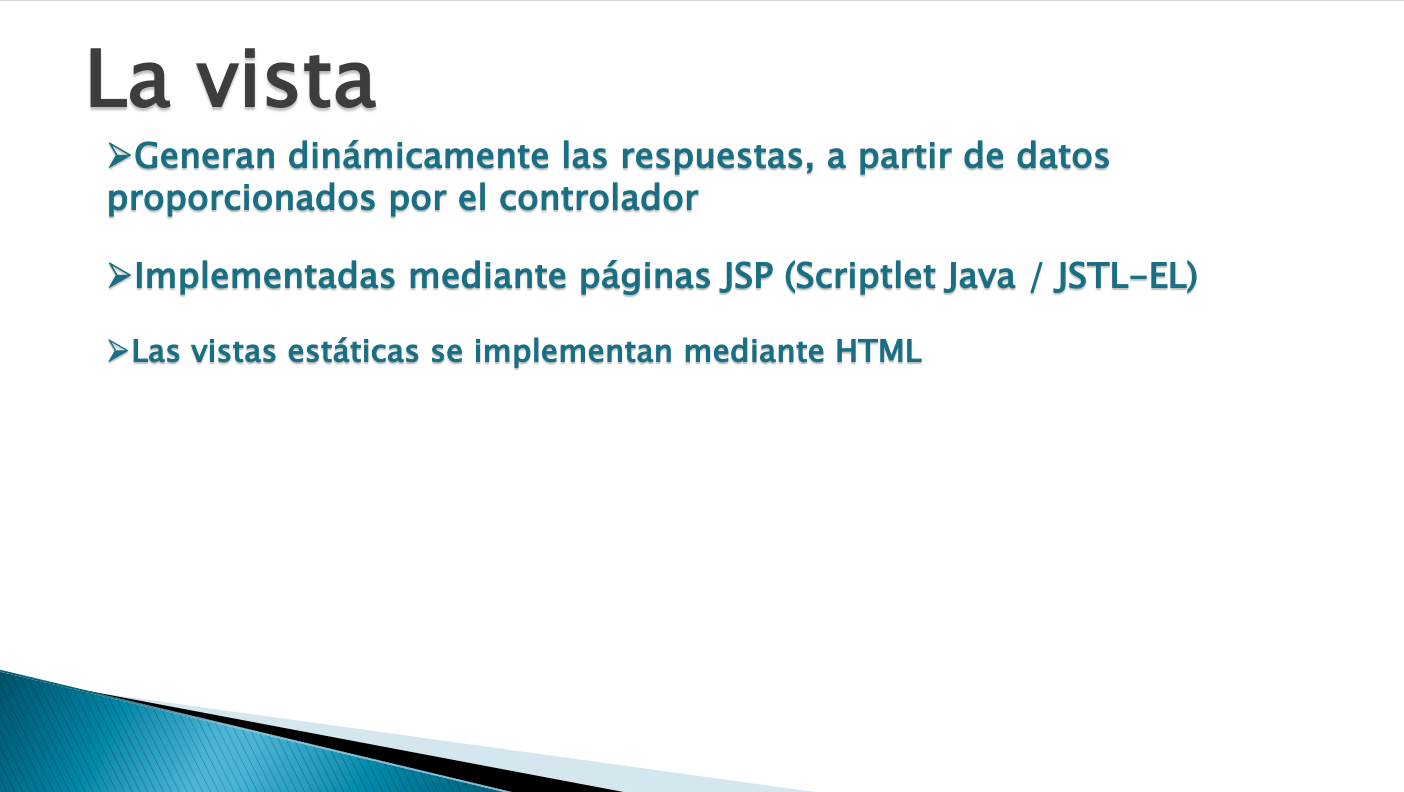 La vista
➢Generan dinámicamente las respuestas, a partir de datos
proporcionados por el controlador
➢Implementadas mediante páginas JSP (Scriptlet Java / JSTL-EL)
➢Las vistas estáticas se implementan mediante HTML